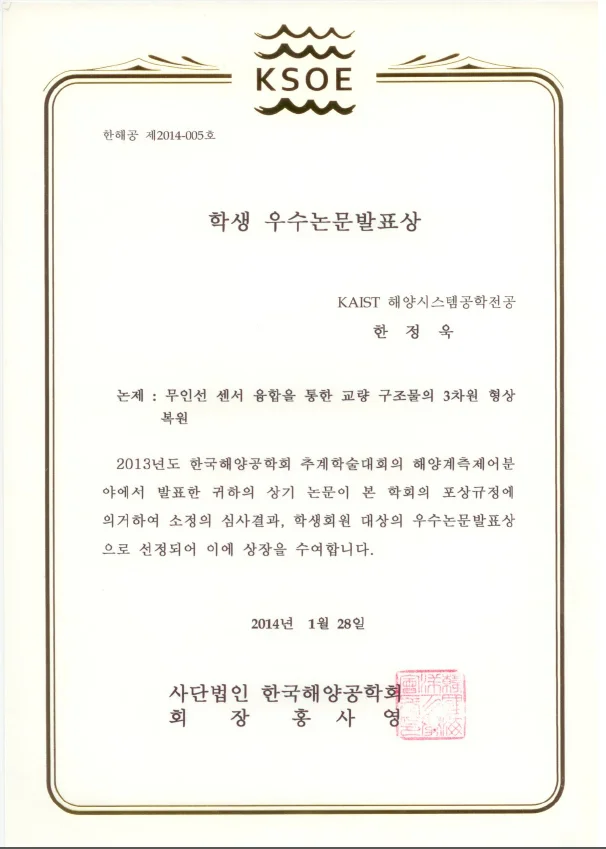 KSOE
한해공 제2014-005호
학생 우수논문발표상
KAIST 해양시스템공학전공
한 정 욱
논제 : 무인선 센서 융합을 통한 교량 구조물의 3차원 형상
복원
2013년도 한국해양공학회 추계학술대회의 해양계측제어분
야에서 발표한 귀하의 상기 논문이 본 학회의 포상규정에
의거하여 소정의 심사결과, 학생회원 대상의 우수논문발표상
으로 선정되어 이에 상장을 수여합니다.
2014년 1월 28일
사단법인 한국해양공학회
회 장 홍 사 영